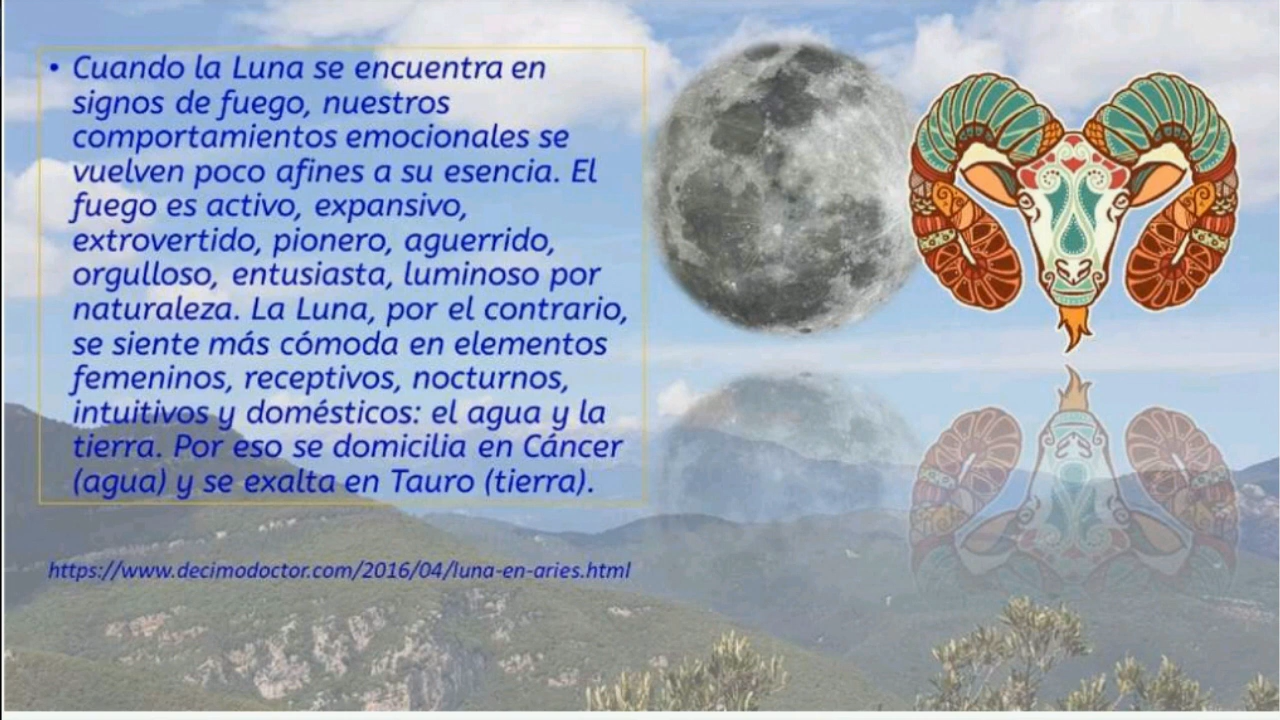 • Cuando la Luna se encuentra en
signos de fuego, nuestros
comportamientos emocionales se
vuelven poco afines a su esencia. El
fuego es activo, expansivo,
extrovertido, pionero, aguerrido,
orgulloso, entusiasta, luminoso por
naturaleza. La Luna, por el contrario,
se siente más cómoda en elementos
femeninos, receptivos, nocturnos,
intuitivos y domésticos: el agua y la
tierra. Por eso se domicilia en Cáncer
(agua) y se exalta en Tauro (tierra).
https://www.decimodoctor.com/2016/04/luna-en-aries.html